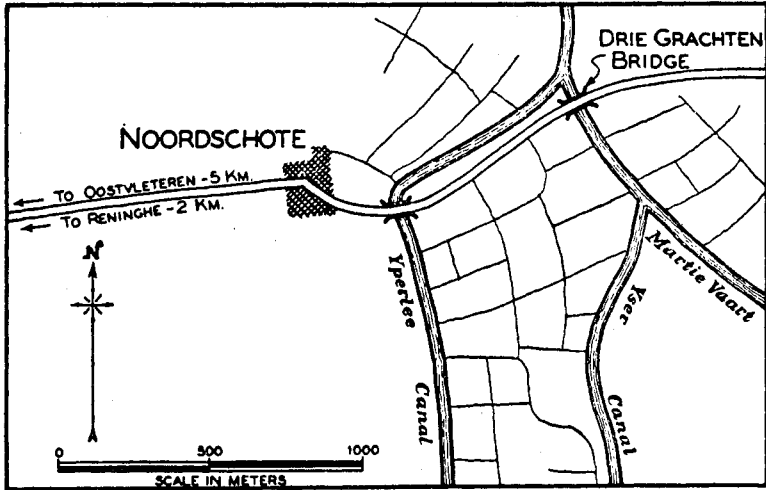 DRIE GRACHTEN
BRIDGE
NOORDSCHOTE
TO OOSTVLETEREN -5 KM.
TO RENINGHE -2 KM.
N
Yperlee
Canal
Yser
Canal
Martie Vaart
0 500 1000
SCALE IN METERS